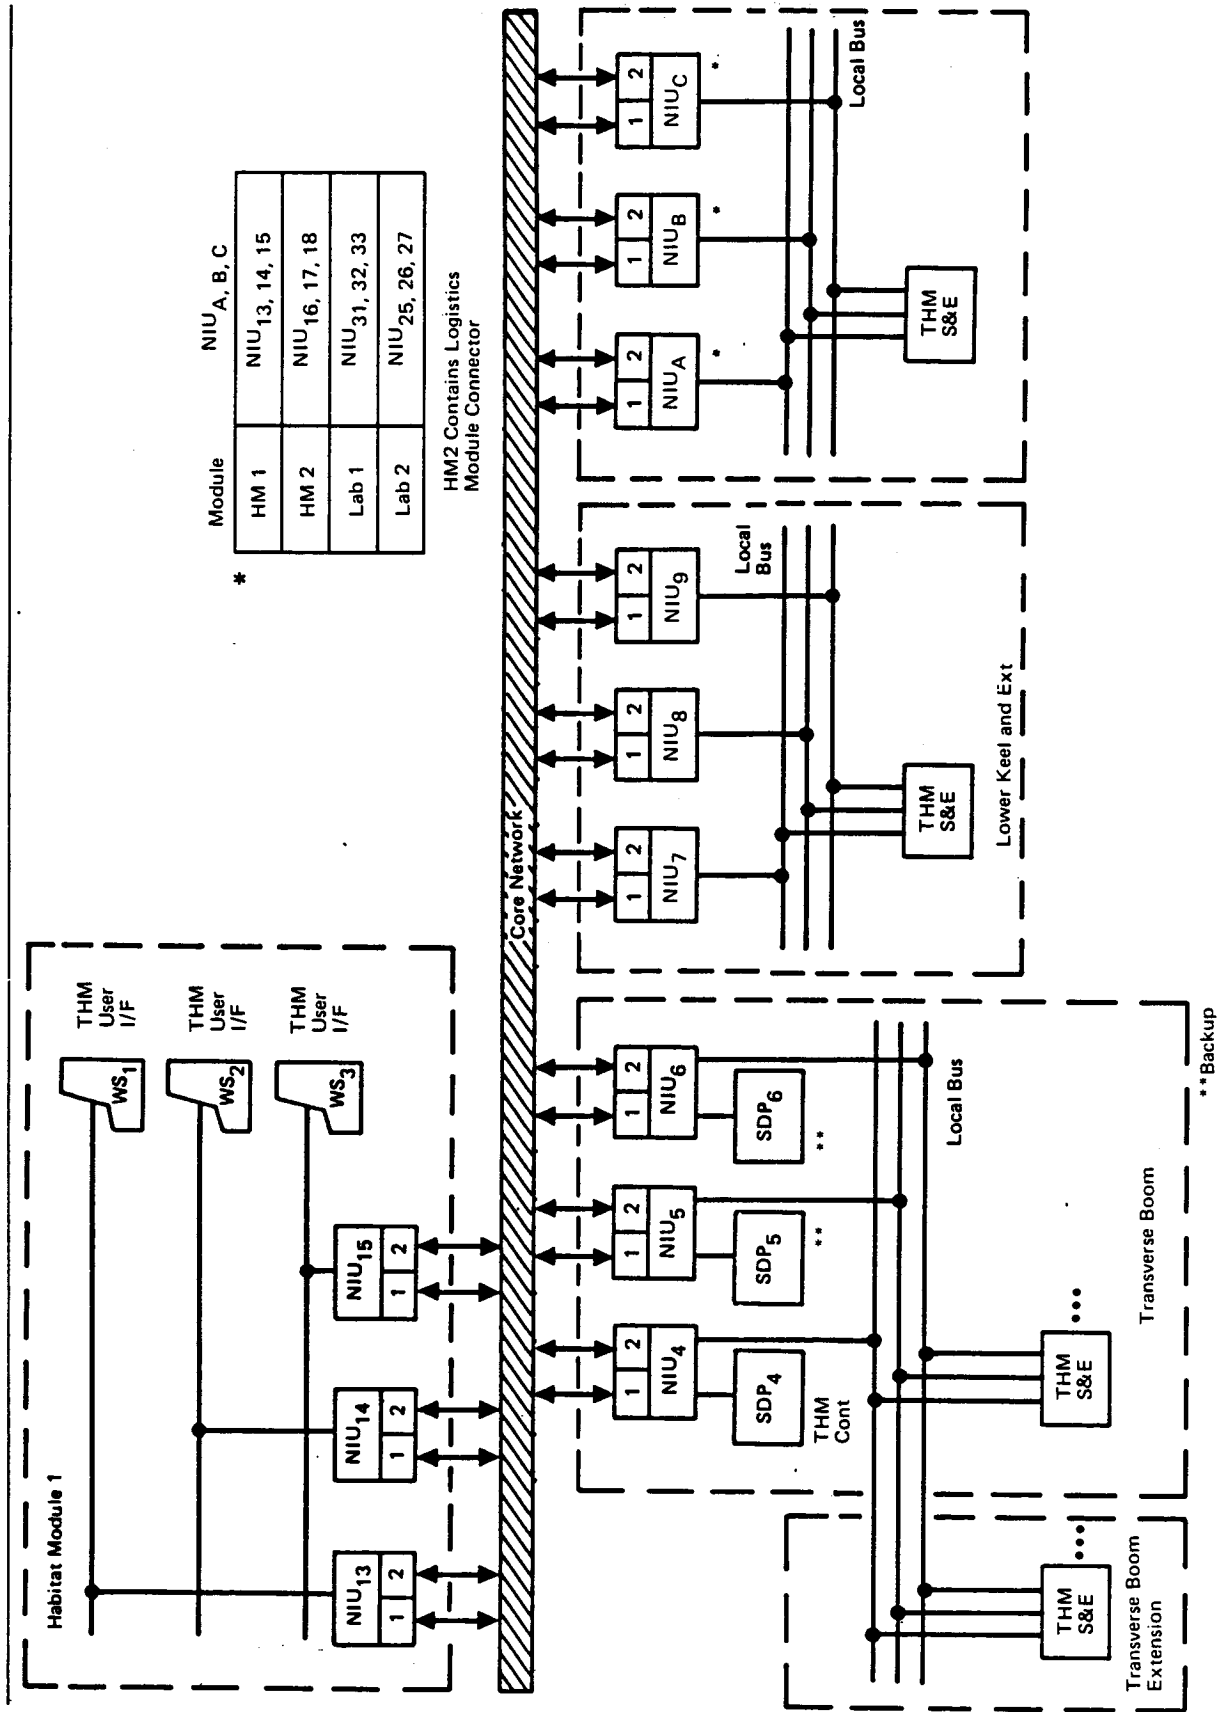 Habitat Module 1
THM
User
I/F
THM
User
I/F
THM
User
I/F
WS1
WS2
WS3
NIU13
1 2
NIU14
1 2
NIU15
1 2
* Module NIU A, B, C
HM 1 NIU13, 14, 15
HM 2 NIU16, 17, 18
Lab 1 NIU31, 32, 33
Lab 2 NIU25, 26, 27
HM2 Contains Logistics
Module Connector
Core Network
1 2
NIU4
SDP4
THM
Cont
1 2
NIU5
SDP5
**
1 2
NIU6
SDP6
**
Local Bus
THM
S&E
•••
Transverse Boom
THM
S&E
•••
Transverse Boom
Extension
**Backup
1 2
NIU7
1 2
NIU8
1 2
NIU9
Local
Bus
THM
S&E
Lower Keel and Ext
1 2
NIUA
*
1 2
NIUB
*
1 2
NIUC
*
Local Bus
THM
S&E